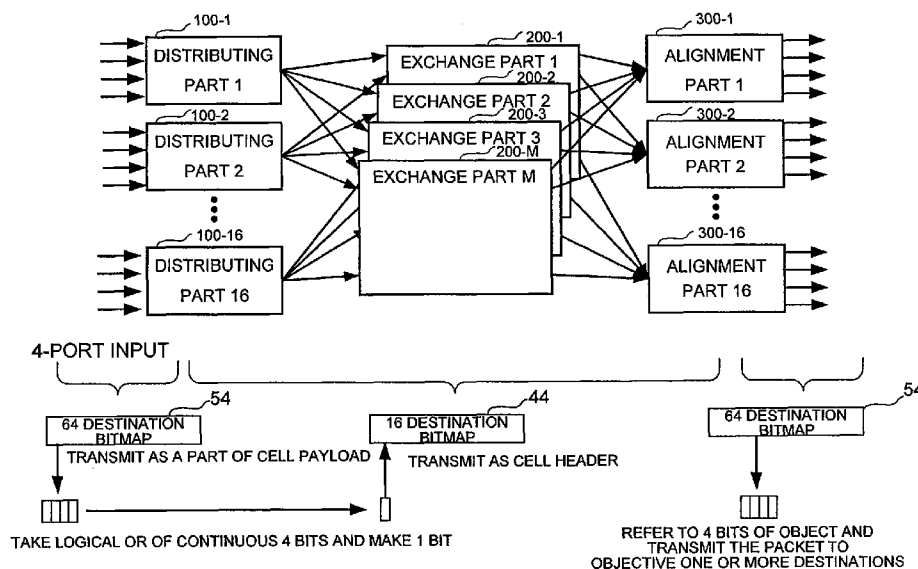 100-1
DISTRIBUTING
PART 1
100-2
DISTRIBUTING
PART 2
100-16
DISTRIBUTING
PART 16
200-1
EXCHANGE PART 1
200-2
EXCHANGE PART 2
200-3
EXCHANGE PART 3
200-M
EXCHANGE PART M
300-1
ALIGNMENT
PART 1
300-2
ALIGNMENT
PART 2
300-16
ALIGNMENT
PART 16
4-PORT INPUT
54
64 DESTINATION
BITMAP
TRANSMIT AS A PART OF CELL PAYLOAD
44
16 DESTINATION
BITMAP
TRANSMIT AS CELL HEADER
54
64 DESTINATION
BITMAP
TAKE LOGICAL OR OF CONTINUOUS 4 BITS AND MAKE 1 BIT
REFER TO 4 BITS OF OBJECT AND
TRANSMIT THE PACKET TO
OBJECTIVE ONE OR MORE DESTINATIONS